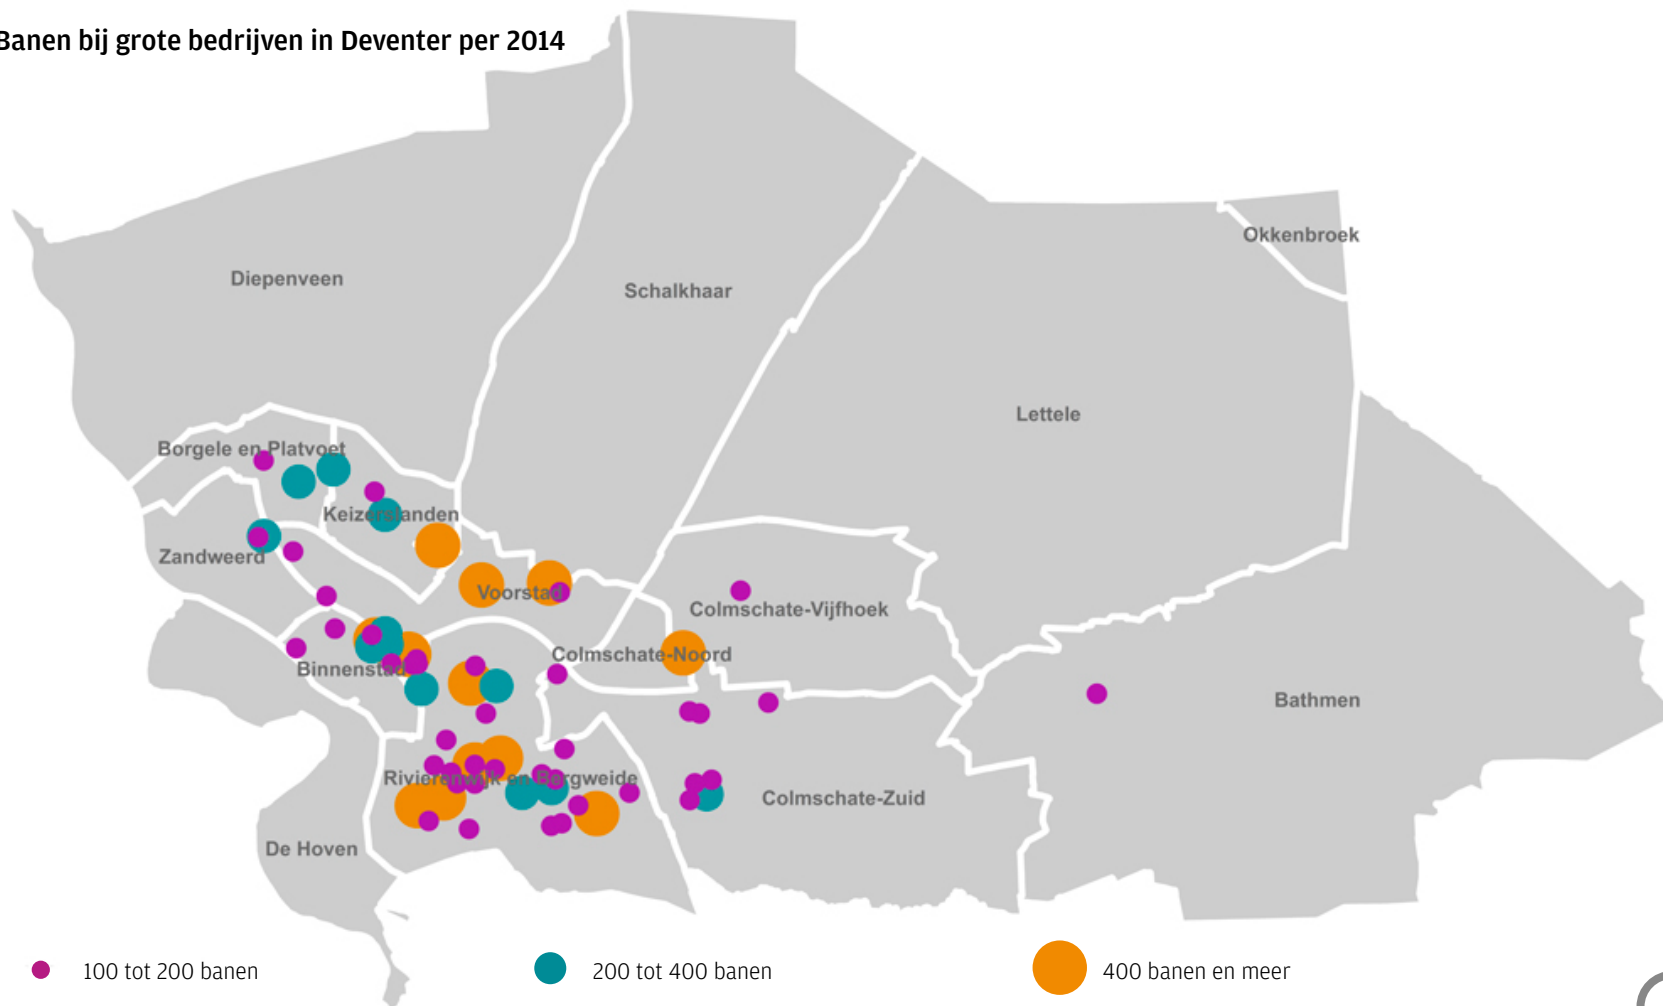 Banen bij grote bedrijven in Deventer per 2014
Okkenbroek
Diepenveen
Schalkhaar
Lettele
Borgele en Platvoet
Keizerslanden
Zandweerd
Voorstad
Colmschate-Vijfhoek
Colmschate-Noord
Binnenstad
Bathmen
Rivierenwijk en Bergweide
Colmschate-Zuid
De Hoven
100 tot 200 banen
200 tot 400 banen
400 banen en meer